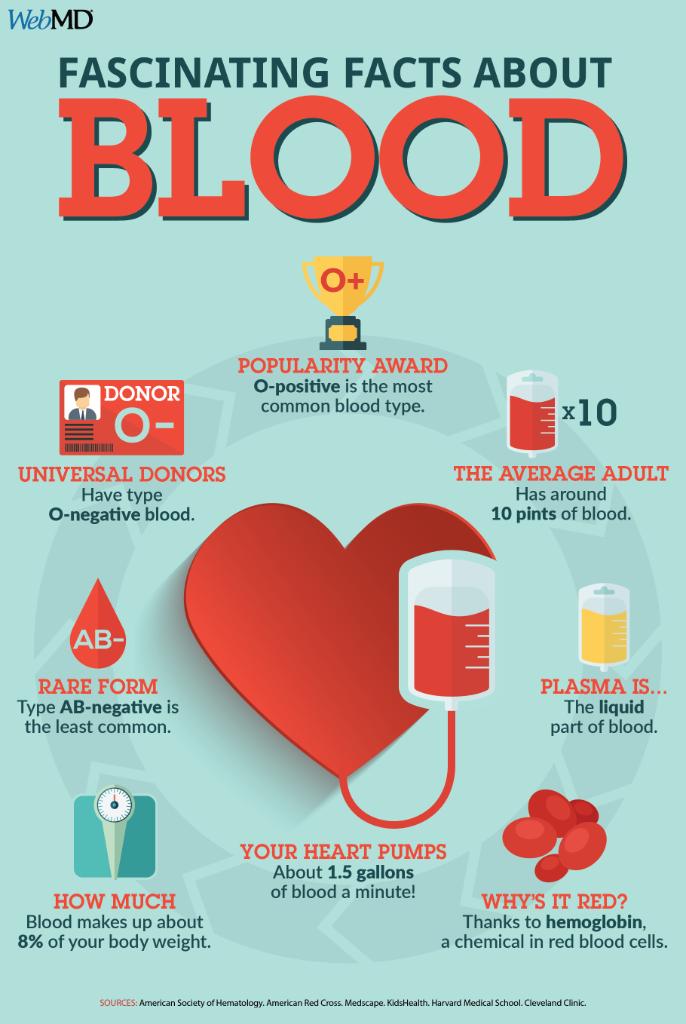 WebMD
FASCINATING FACTS ABOUT
BLOOD
O+
POPULARITY AWARD
O-positive is the most
common blood type.
DONOR
O-
UNIVERSAL DONORS
Have type
O-negative blood.
x10
THE AVERAGE ADULT
Has around
10 pints of blood.
AB-
RARE FORM
Type AB-negative is
the least common.
PLASMA IS...
The liquid
part of blood.
YOUR HEART PUMPS
About 1.5 gallons
of blood a minute!
HOW MUCH
Blood makes up about
8% of your body weight.
WHY'S IT RED?
Thanks to hemoglobin,
a chemical in red blood cells.
SOURCES: American Society of Hematology. American Red Cross. Medscape. KidsHealth. Harvard Medical School. Cleveland Clinic.